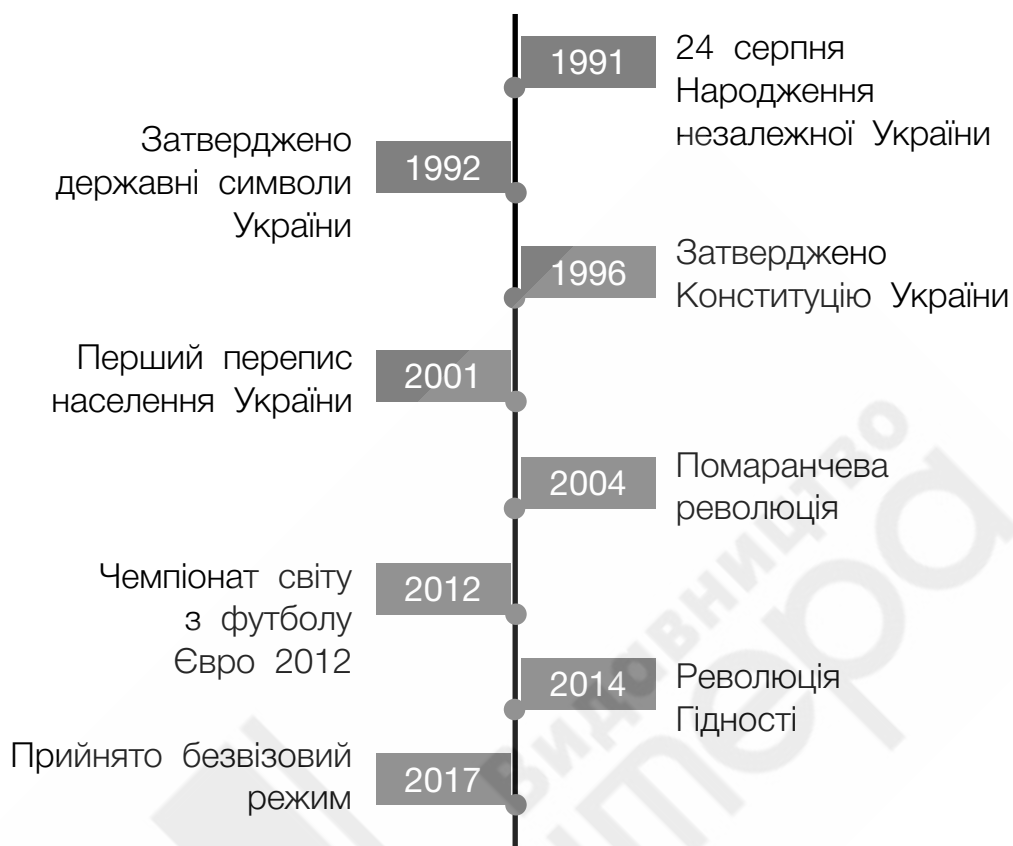 1991
24 серпня
Народження
незалежної України
Затверджено
державні символи
України
1992
1996
Затверджено
Конституцію України
Перший перепис
населення України
2001
2004
Помаранчева
революція
Чемпіонат світу
з футболу
Євро 2012
2012
2014
Революція
Гідності
Прийнято безвізовий
режим
2017
Видавництво